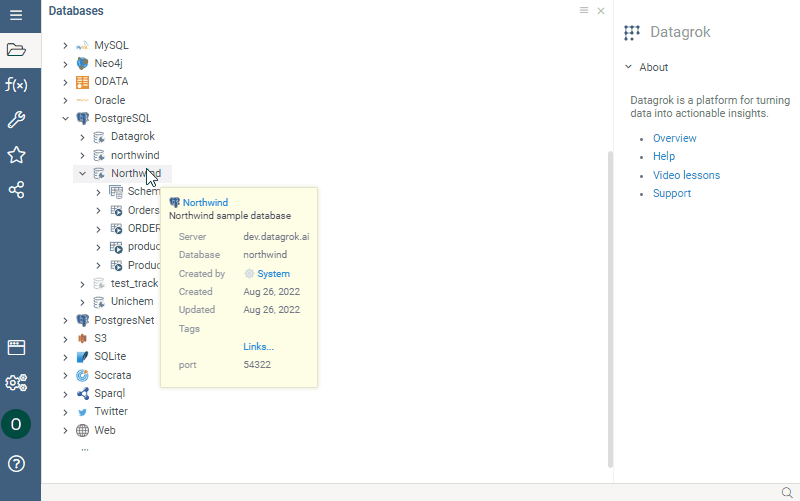 Databases
MySQL
Neo4j
ODATA
Oracle
PostgreSQL
Datagrok
northwind
Northwind
Schem
Orders
ORDER
produc
Produc
test_track
Unichem
PostgresNet
S3
SQLite
Socrata
Sparql
Twitter
Web
...
Northwind
Northwind sample database
Server dev.datagrok.ai
Database northwind
Created by System
Created Aug 26, 2022
Updated Aug 26, 2022
Tags
Links...
port 54322
f(x)
O
?
Datagrok
About
Datagrok is a platform for turning
data into actionable insights.
Overview
Help
Video lessons
Support